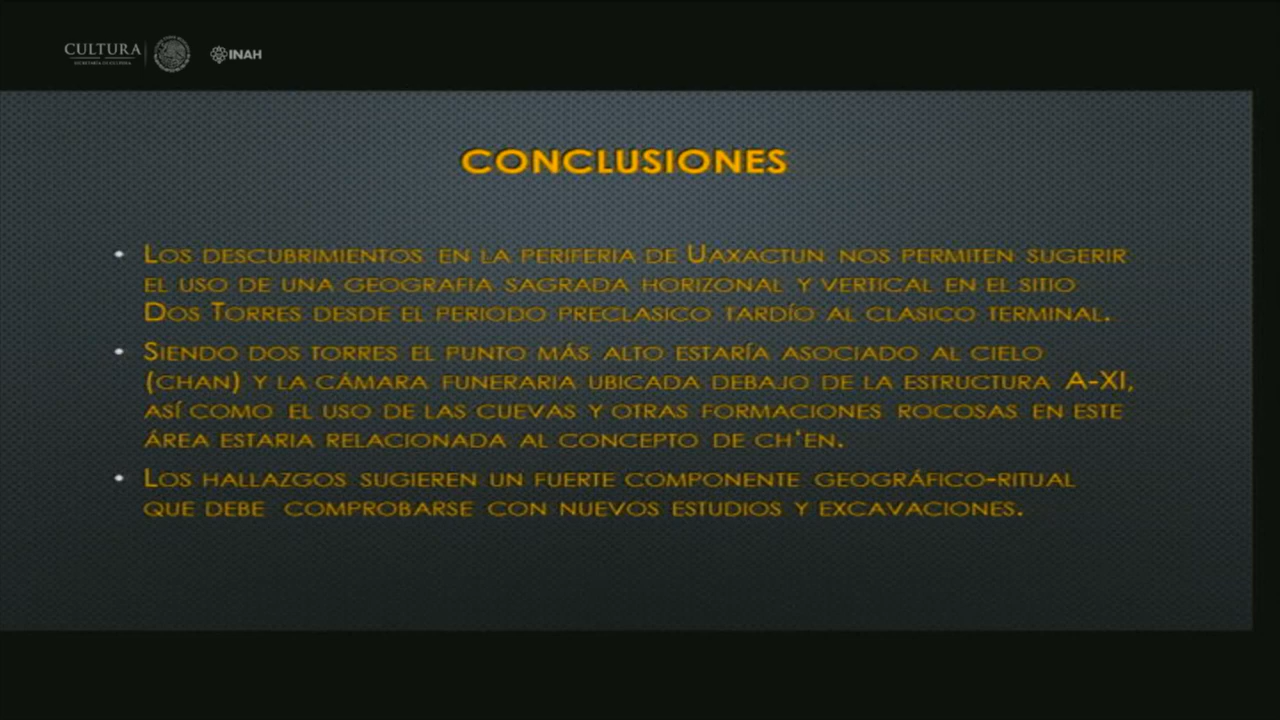 CULTURA
SECRETARÍA DE CULTURA
INAH
CONCLUSIONES
• Los descubrimientos en la periferia de Uaxactun nos permiten sugerir
el uso de una geografia sagrada horizonal y vertical en el sitio
Dos Torres desde el periodo preclasico tardío al clasico terminal.
• Siendo dos torres el punto más alto estaría asociado al cielo
(chan) y la cámara funeraria ubicada debajo de la estructura A-XI,
así como el uso de las cuevas y otras formaciones rocosas en este
área estaria relacionada al concepto de ch‘en.
• Los hallazgos sugieren un fuerte componente geográfico-ritual
que debe comprobarse con nuevos estudios y excavaciones.